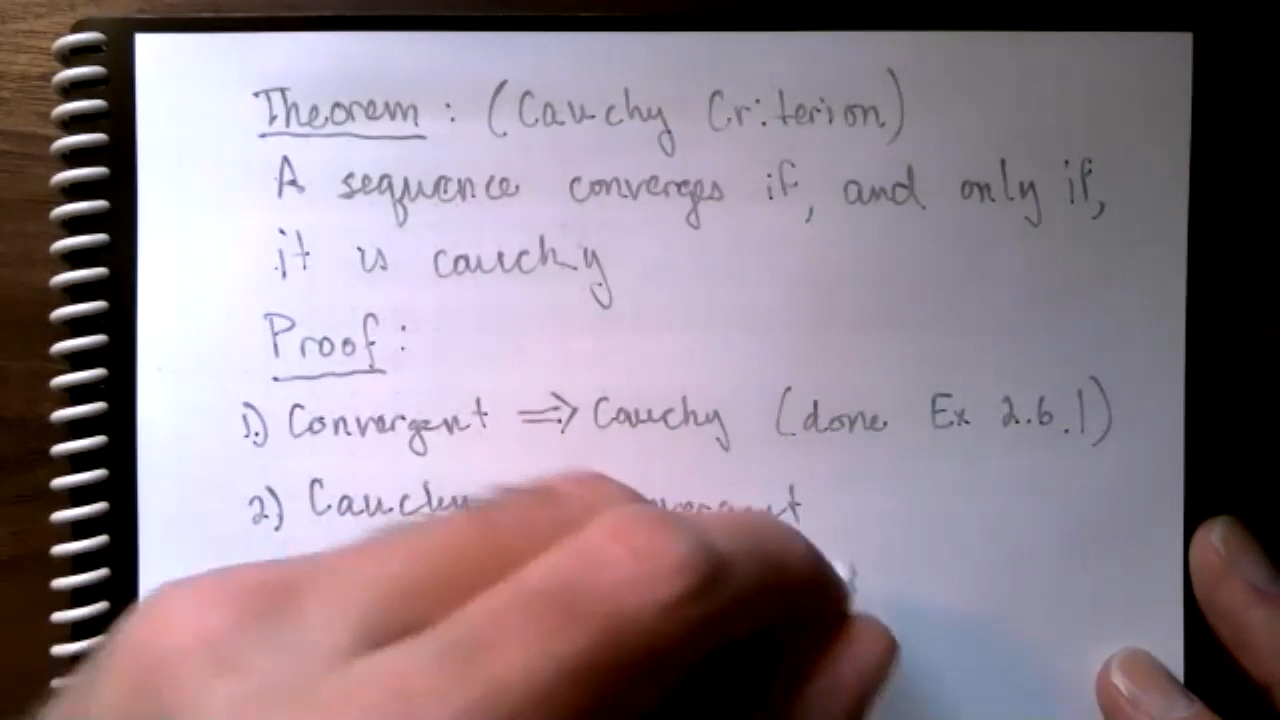 Theorem : (Cauchy Criterion)
A sequence converges if, and only if,
it is cauchy
Proof :
1.) Convergent ⇒ Cauchy (done Ex 2.6.1)
2) Cauchy